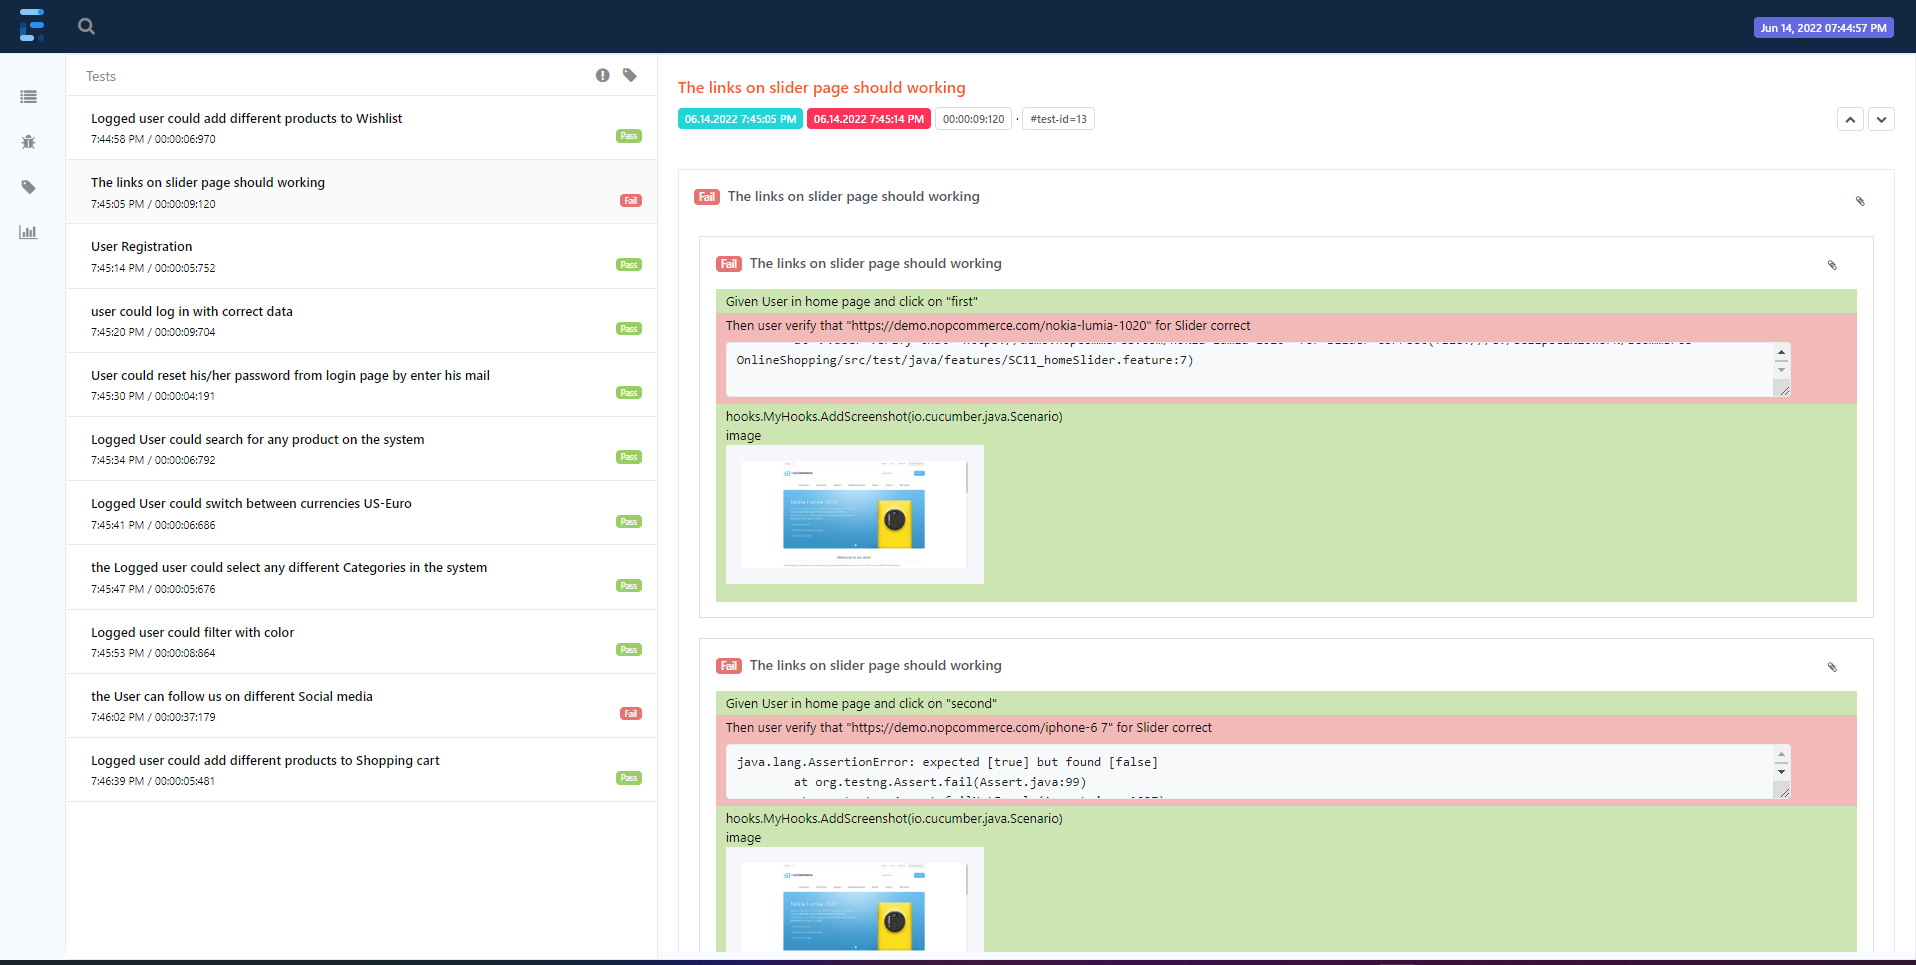 Jun 14, 2022 07:44:57 PM
Tests
Logged user could add different products to Wishlist
7:44:58 PM / 00:00:06:970
Pass
The links on slider page should working
7:45:05 PM / 00:00:09:120
Fail
User Registration
7:45:14 PM / 00:00:05:752
Pass
user could log in with correct data
7:45:20 PM / 00:00:09:704
Pass
User could reset his/her password from login page by enter his mail
7:45:30 PM / 00:00:04:191
Pass
Logged User could search for any product on the system
7:45:34 PM / 00:00:06:792
Pass
Logged User could switch between currencies US-Euro
7:45:41 PM / 00:00:06:686
Pass
the Logged user could select any different Categories in the system
7:45:47 PM / 00:00:05:676
Pass
Logged user could filter with color
7:45:53 PM / 00:00:08:864
Pass
the User can follow us on different Social media
7:46:02 PM / 00:00:37:179
Fail
Logged user could add different products to Shopping cart
7:46:39 PM / 00:00:05:481
Pass
The links on slider page should working
06.14.2022 7:45:05 PM 06.14.2022 7:45:14 PM 00:00:09:120 · #test-id=13
Fail The links on slider page should working
Fail The links on slider page should working
Given User in home page and click on "first"
Then user verify that "https://demo.nopcommerce.com/nokia-lumia-1020" for Slider correct
OnlineShopping/src/test/java/features/SC11_homeSlider.feature:7)
hooks.MyHooks.AddScreenshot(io.cucumber.java.Scenario)
image
Nokia Lumia 1020
Welcome to our store
Fail The links on slider page should working
Given User in home page and click on "second"
Then user verify that "https://demo.nopcommerce.com/iphone-6 7" for Slider correct
java.lang.AssertionError: expected [true] but found [false]
at org.testng.Assert.fail(Assert.java:99)
hooks.MyHooks.AddScreenshot(io.cucumber.java.Scenario)
image
Nokia Lumia 1020